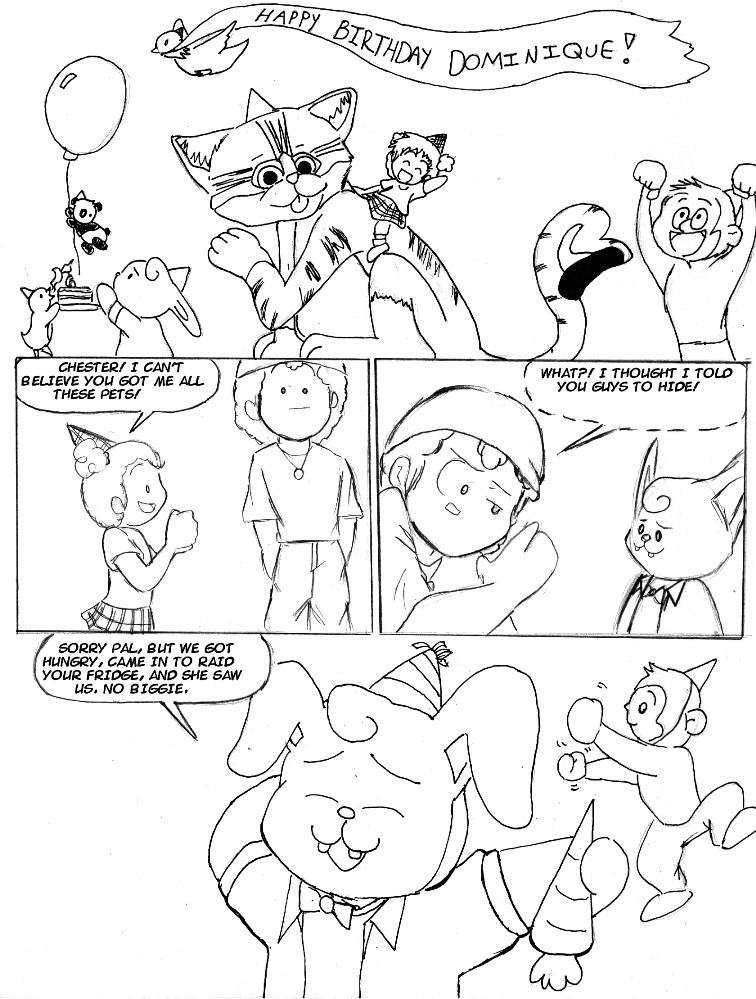 HAPPY BIRTHDAY DOMINIQUE!
CHESTER! I CAN'T
BELIEVE YOU GOT ME ALL
THESE PETS!
WHAT?! I THOUGHT I TOLD
YOU GUYS TO HIDE!
SORRY PAL, BUT WE GOT
HUNGRY, CAME IN TO RAID
YOUR FRIDGE, AND SHE SAW
US. NO BIGGIE.